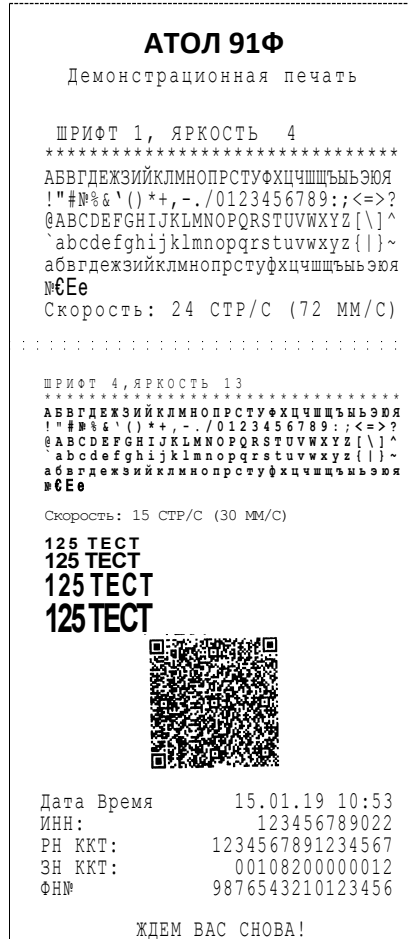 АТОЛ 91Ф
Демонстрационная печать
ШРИФТ 1, ЯРКОСТЬ 4
********************************
АБВГДЕЖЗИЙКЛМНОПРСТУФХЦЧШЩЪЫЬЭЮЯ
!"#№%&`()*+,-./0123456789:;<=>?
@ABCDEFGHIJKLMNOPQRSTUVWXYZ[\]^
`abcdefghijklmnopqrstuvwxyz{|}~
абвгдежзийклмнопрстуфхцчшщъыьэюя
№€Ее
Скорость: 24 СТР/С (72 ММ/С)
: : : : : : : : : : : : : : : : : : : : : : : : : : : :
ШРИФТ 4,ЯРКОСТЬ 13
********************************
АБВГДЕЖЗИЙКЛМНОПРСТУФХЦЧШЩЪЫЬЭЮЯ
!"#№%&`()*+,-./0123456789:;<=>?
@ABCDEFGHIJKLMNOPQRSTUVWXYZ[\]^
`abcdefghijklmnopqrstuvwxyz{|}~
абвгдежзийклмнопрстуфхцчшщъыьэюя
№€Ее
Скорость: 15 СТР/С (30 ММ/С)
125 ТЕСТ
125 ТЕСТ
125 ТЕСТ
125 ТЕСТ
Дата Время 15.01.19 10:53
ИНН: 123456789022
РН ККТ: 1234567891234567
ЗН ККТ: 00108200000012
ФН№ 9876543210123456
ЖДЕМ ВАС СНОВА!